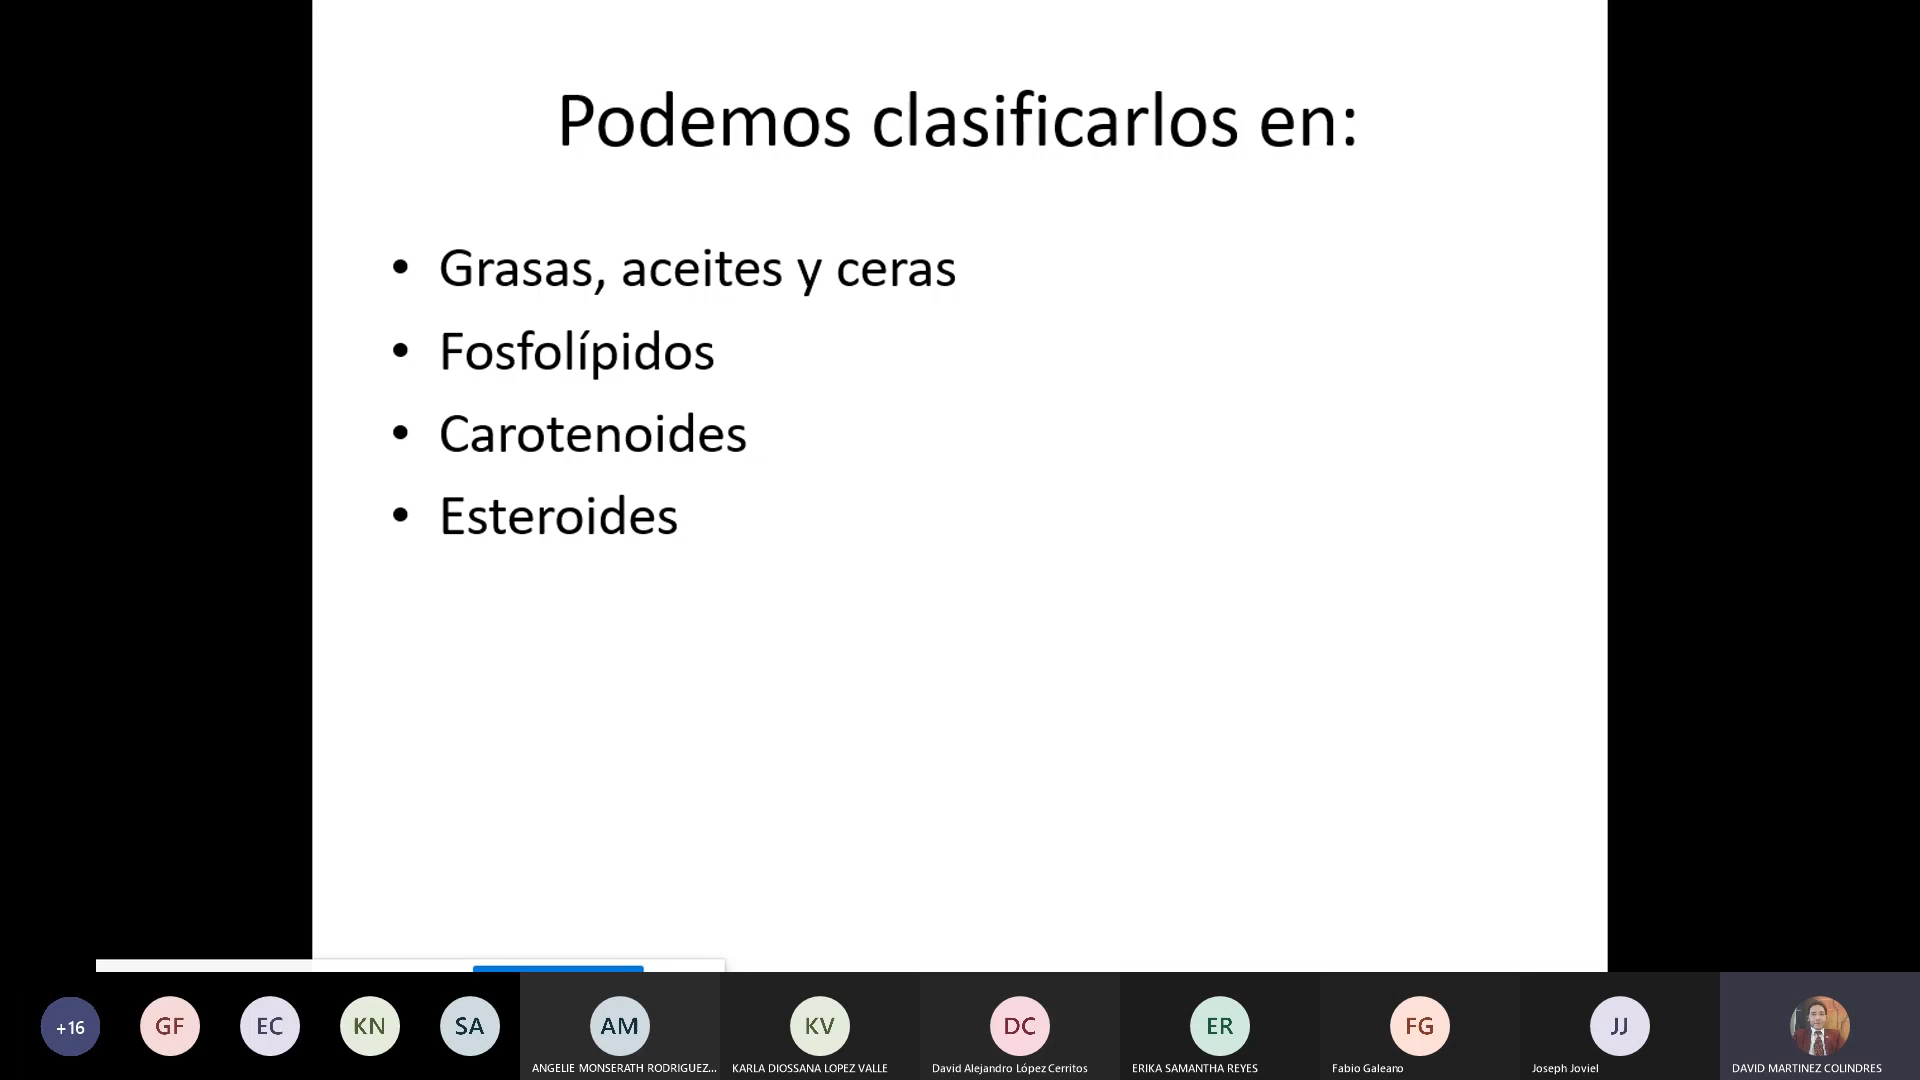 Podemos clasificarlos en:
• Grasas, aceites y ceras
• Fosfolípidos
• Carotenoides
• Esteroides
+16
GF
EC
KN
SA
AM
KV
DC
ER
FG
JJ
ANGELIE MONSERATH RODRIGUEZ...
KARLA DIOSSANA LOPEZ VALLE
David Alejandro López Cerritos
ERIKA SAMANTHA REYES
Fabio Galeano
Joseph Joviel
DAVID MARTINEZ COLINDRES